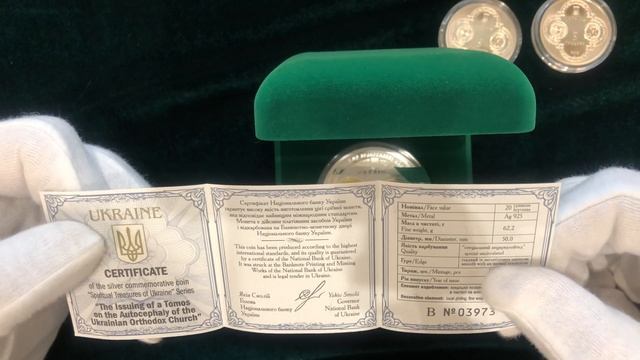 UKRAINE
CERTIFICATE
of the silver commemorative coin
"Spiritual Treasures of Ukraine" Series
"The Issuing of a Tomos
on the Autocephaly of the
Ukrainian Orthodox Church"
Сертифікат Національного банку України
гарантує високу якість виготовлення цієї срібної монети,
яка відповідає найвищим міжнародним стандартам.
Монета є дійсним платіжним засобом України
і відкарбована на Банкнотно-монетному дворі
Національного банку України.
This coin has been produced according to the highest
international standards, and its quality is guaranteed
by a certificate of the National Bank of Ukraine.
It was struck at the Banknote Printing and Minting
Works of the National Bank of Ukraine
and is legal tender in Ukraine.
Яків Смолій
Голова
Національного банку
України
Yakiv Smolii
Governor
National Bank
of Ukraine
Номінал/Face value 20 гривень hryvnia
Метал/Metal Ag 925
Маса в чистоті, г
Fine weight, g 62,2
Діаметр, мм/Diameter, mm 50,0
Якість карбування
Quality
Гурт/Edge
Тираж, шт./Mintage, pcs
Рік випуску/Year of issue
В №03973